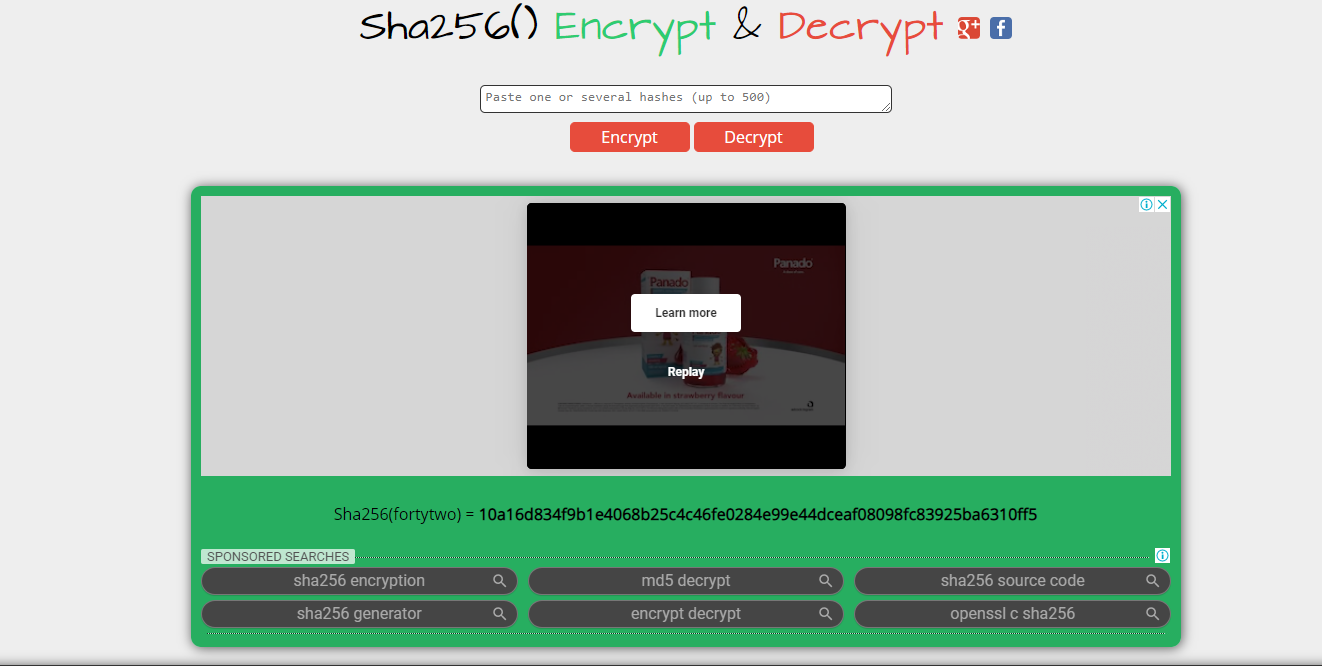 Sha256() Encrypt & Decrypt
Paste one or several hashes (up to 500)
Encrypt Decrypt
Panado
Panado
Learn more
Replay
Available in strawberry flavour
Sha256(fortytwo) = 10a16d834f9b1e4068b25c4c46fe0284e99e44dceaf08098fc83925ba6310ff5
SPONSORED SEARCHES
sha256 encryption md5 decrypt sha256 source code
sha256 generator encrypt decrypt openssl c sha256